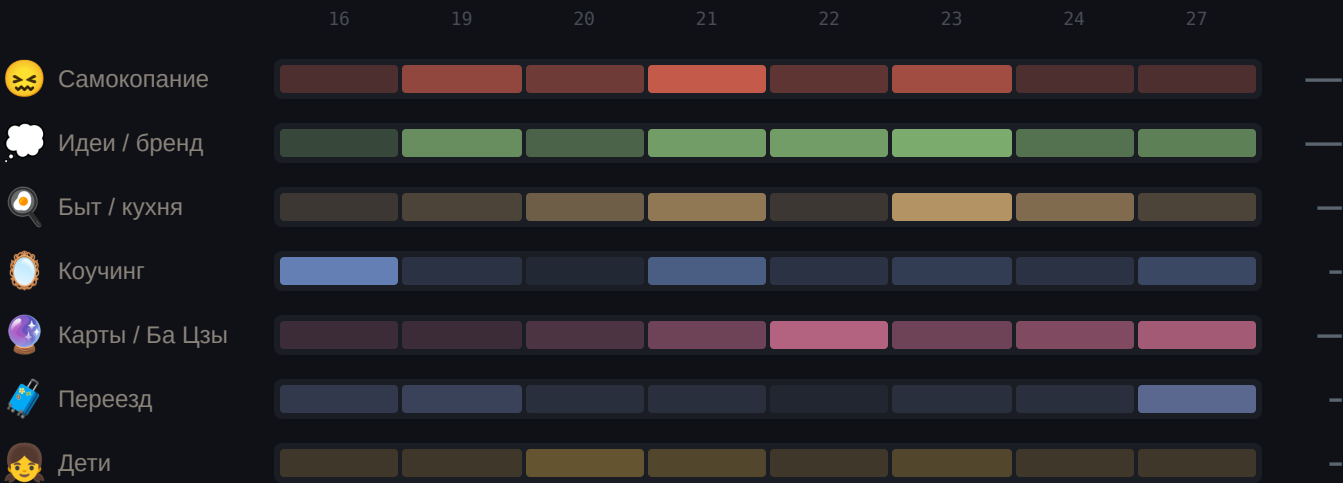 16 19 20 21 22 23 24 27
Самокопание
Идеи / бренд
Быт / кухня
Коучинг
Карты / Ба Цзы
Переезд
Дети